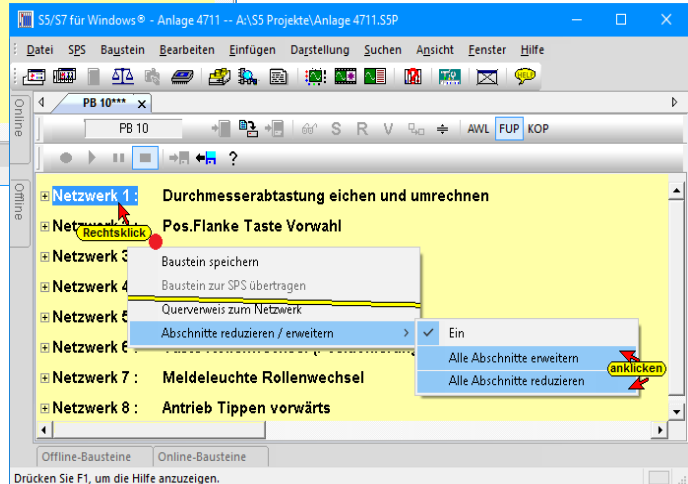 S5/S7 für Windows® - Anlage 4711 -- A:\S5 Projekte\Anlage 4711.S5P
Datei SPS Baustein Bearbeiten Einfügen Darstellung Suchen Ansicht Fenster Hilfe
HELP
Online
PB 10***
PB 10
S R V
AWL FUP KOP
?
Offline
Netzwerk 1 : Durchmesserabtastung eichen und umrechnen
Pos.Flanke Taste Vorwahl
Rechtsklick
Netzwerk 3
Baustein speichern
Netzwerk 4
Baustein zur SPS übertragen
Netzwerk
Querverweis zum Netzwerk
Abschnitte reduzieren / erweitern
Ein
Netzwerk
Alle Abschnitte erweitern
anklicken
Netzwerk 7 : Meldeleuchte Rollenwechsel
Alle Abschnitte reduzieren
Netzwerk 8 : Antrieb Tippen vorwärts
Offline-Bausteine Online-Bausteine
Drücken Sie F1, um die Hilfe anzuzeigen.